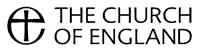 THE CHURCH
OF ENGLAND